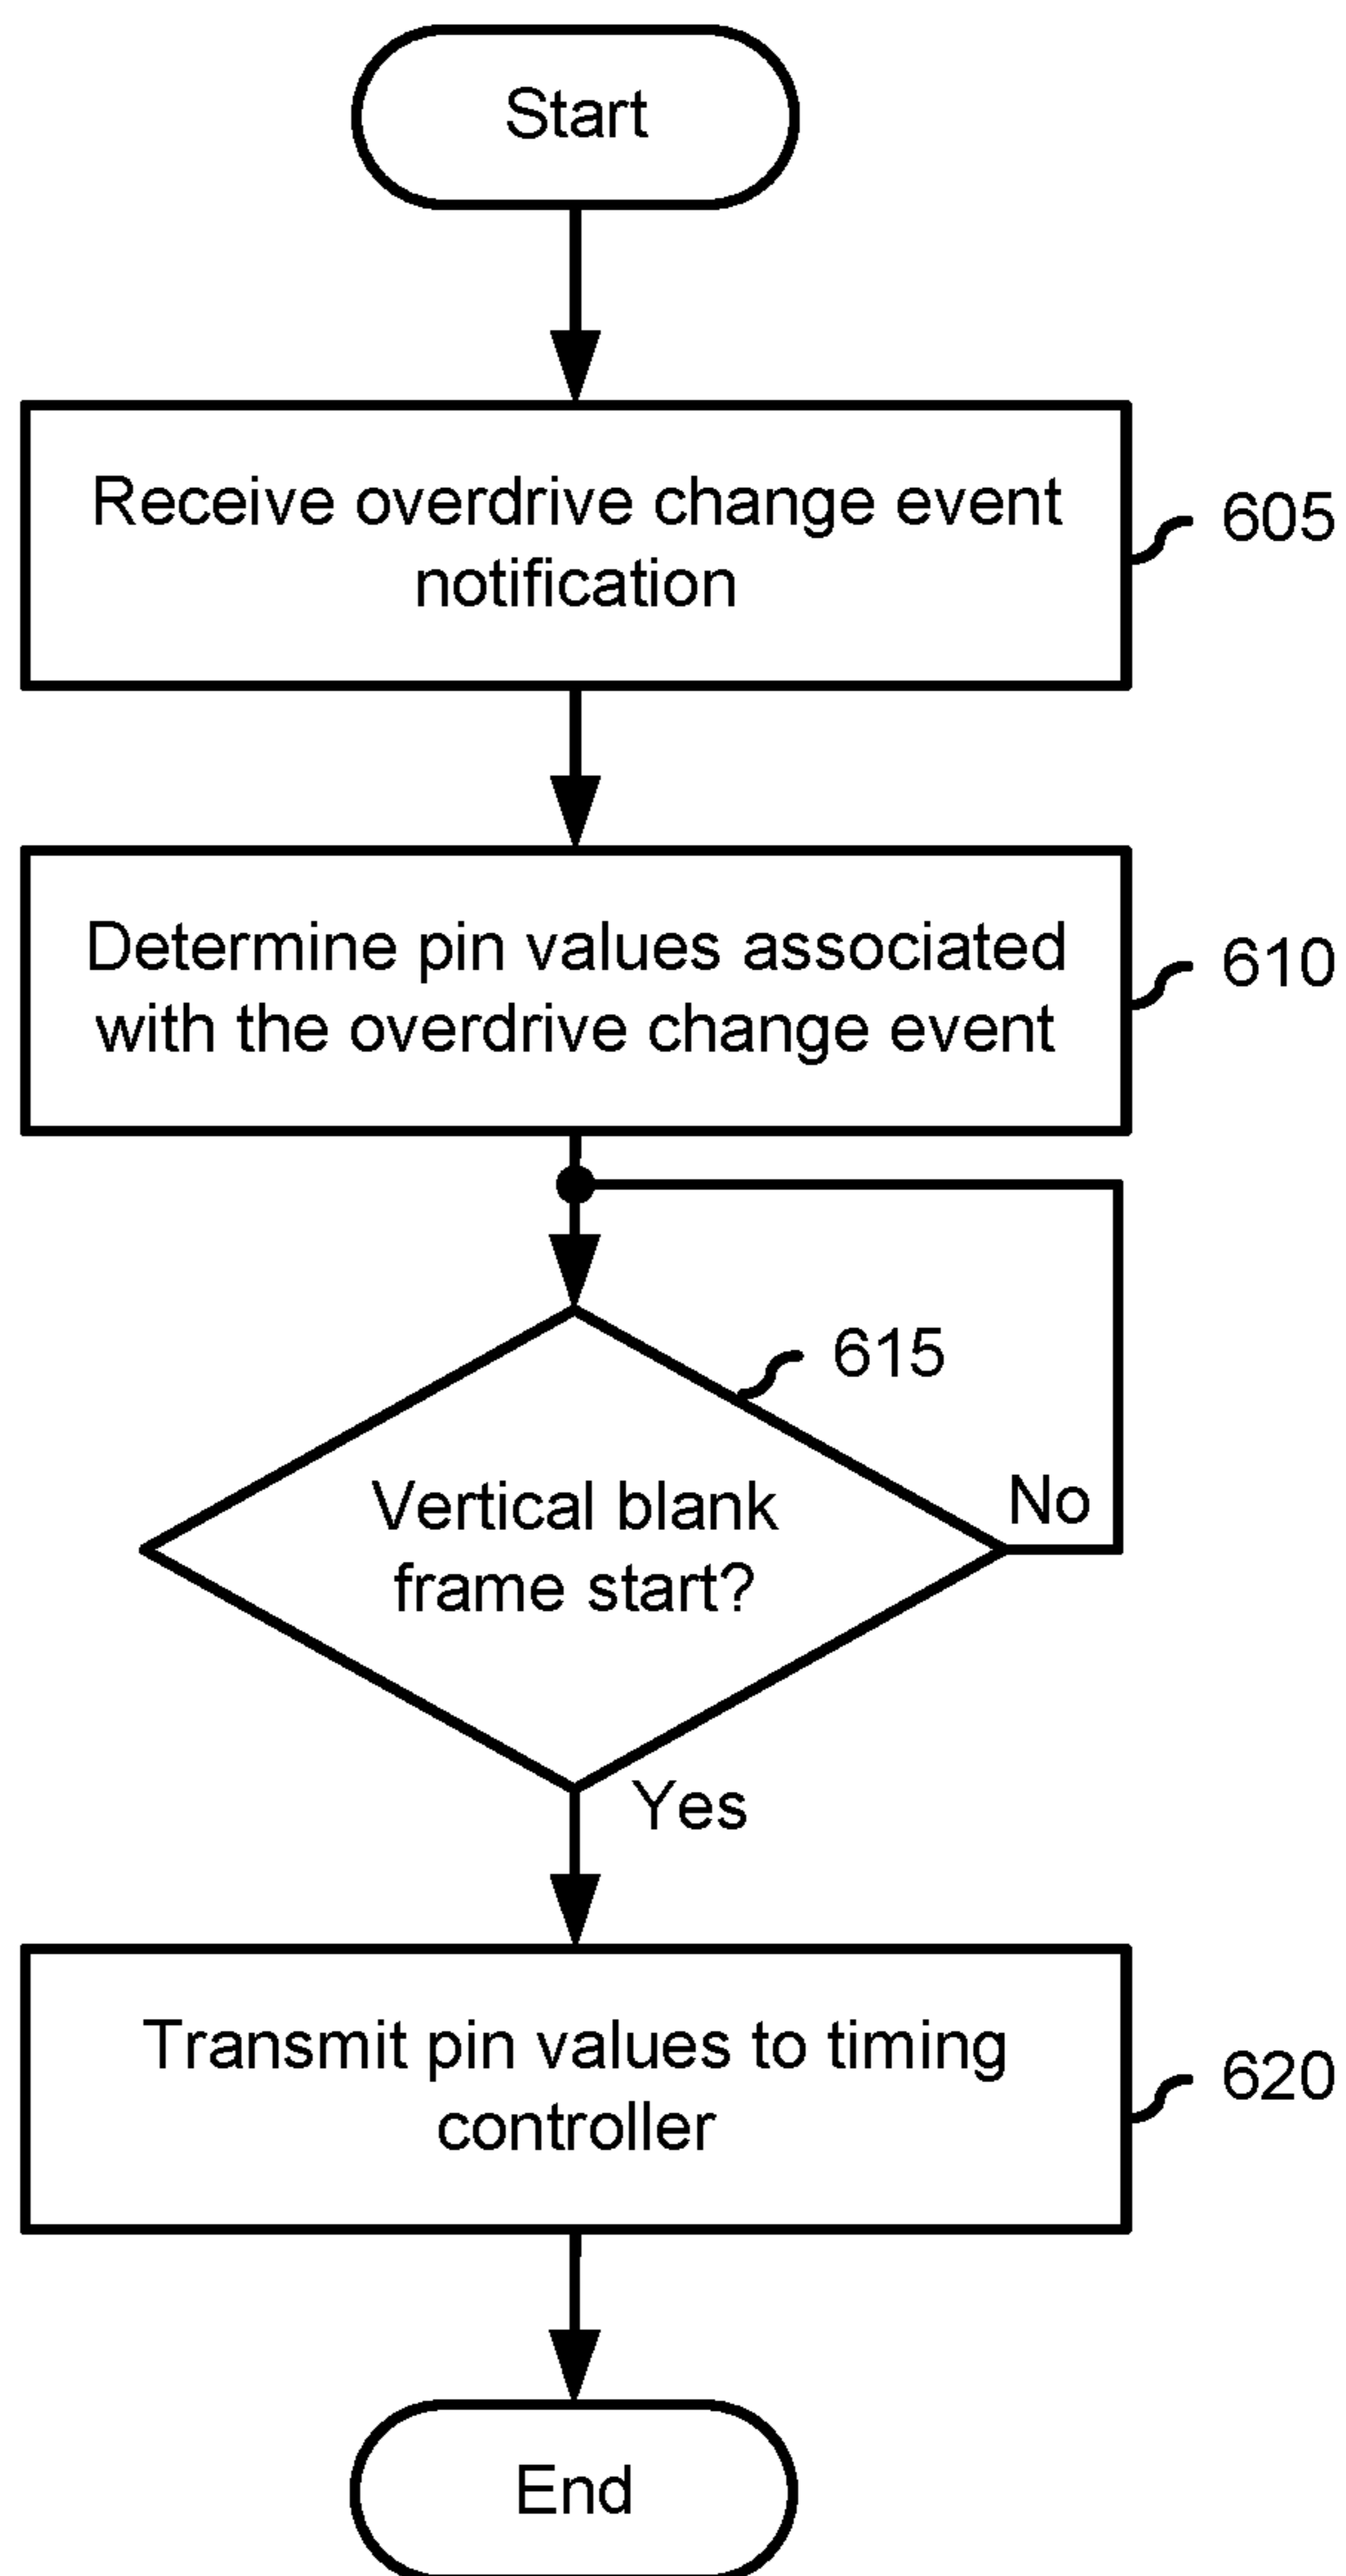 Start
Receive overdrive change event
notification
605
Determine pin values associated
with the overdrive change event
610
615
Vertical blank
frame start?
No
Yes
Transmit pin values to timing
controller
620
End